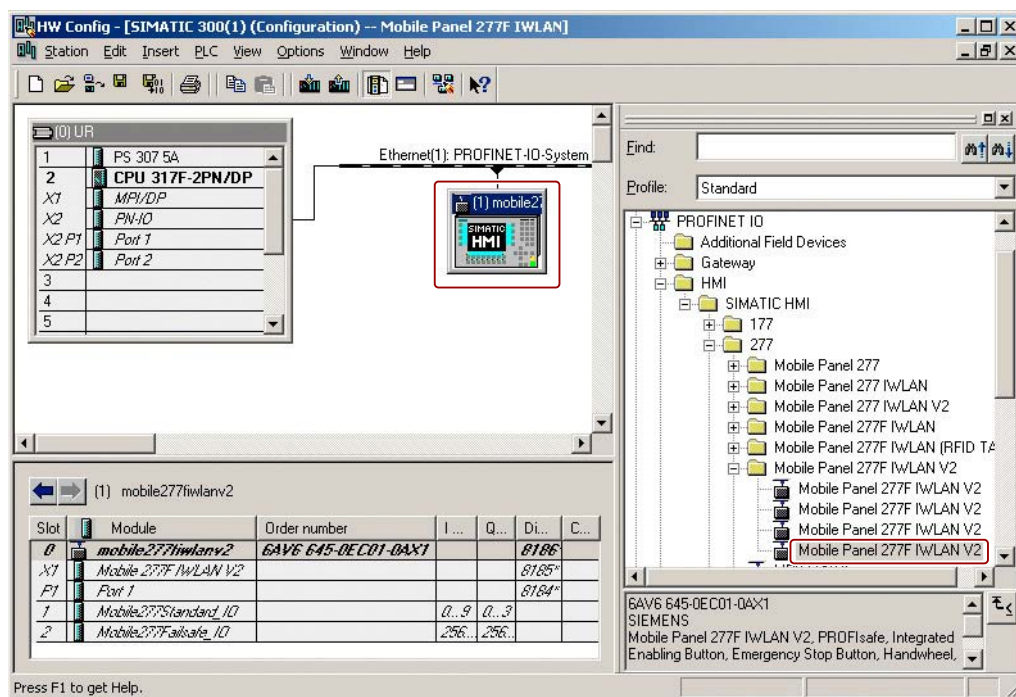 HW Config - [SIMATIC 300(1) (Configuration) -- Mobile Panel 277F IWLAN]
Station Edit Insert PLC View Options Window Help
(0) UR
1 PS 307 5A
2 CPU 317F-2PN/DP
X1 MPI/DP
X2 PN-IO
X2 P1 Port 1
X2 P2 Port 2
3
4
5
Ethernet(1): PROFINET-IO-System
(1) mobile27
SIMATIC
HMI
(1) mobile277fiwlanv2
Slot Module Order number I ... Q... Di... C...
0 mobile277fiwlanv2 6AV6 645-0EC01-0AX1 8186
X1 Mobile 277F IWLAN V2 8185*
P1 Port 1 8184*
1 Mobile277Standard_IO 0...9 0...3
2 Mobile277Failsafe_IO 256... 256...
Find:
Profile: Standard
PROFINET IO
Additional Field Devices
Gateway
HMI
SIMATIC HMI
177
277
Mobile Panel 277
Mobile Panel 277 IWLAN
Mobile Panel 277 IWLAN V2
Mobile Panel 277F IWLAN
Mobile Panel 277F IWLAN (RFID TA
Mobile Panel 277F IWLAN V2
Mobile Panel 277F IWLAN V2
Mobile Panel 277F IWLAN V2
Mobile Panel 277F IWLAN V2
Mobile Panel 277F IWLAN V2
6AV6 645-0EC01-0AX1
SIEMENS
Mobile Panel 277F IWLAN V2, PROFIsafe, Integrated
Enabling Button, Emergency Stop Button, Handwheel,
Press F1 to get Help.